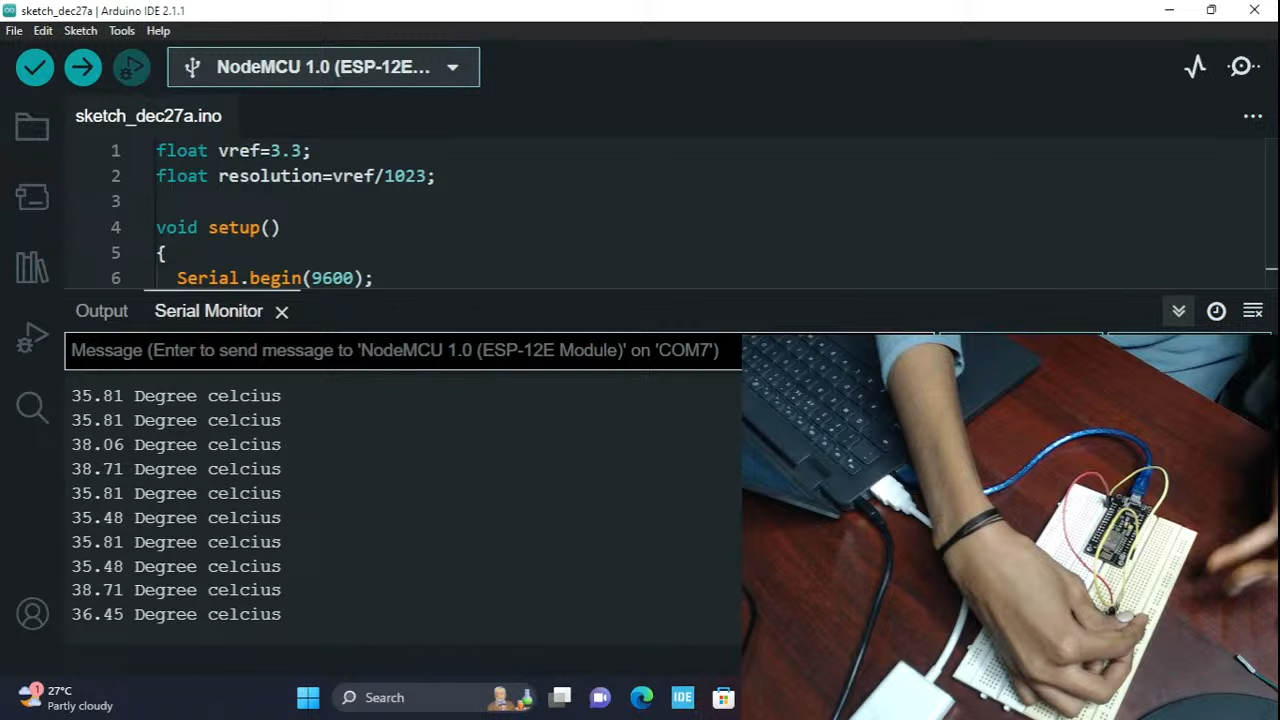 sketch_dec27a | Arduino IDE 2.1.1
File Edit Sketch Tools Help
NodeMCU 1.0 (ESP-12E...
sketch_dec27a.ino
1 float vref=3.3;
2 float resolution=vref/1023;
3
4 void setup()
5 {
6 Serial.begin(9600);
Output Serial Monitor
Message (Enter to send message to 'NodeMCU 1.0 (ESP-12E Module)' on 'COM7')
35.81 Degree celcius
35.81 Degree celcius
38.06 Degree celcius
38.71 Degree celcius
35.81 Degree celcius
35.48 Degree celcius
35.81 Degree celcius
35.48 Degree celcius
38.71 Degree celcius
36.45 Degree celcius
1
27°C
Partly cloudy
Search
IDE